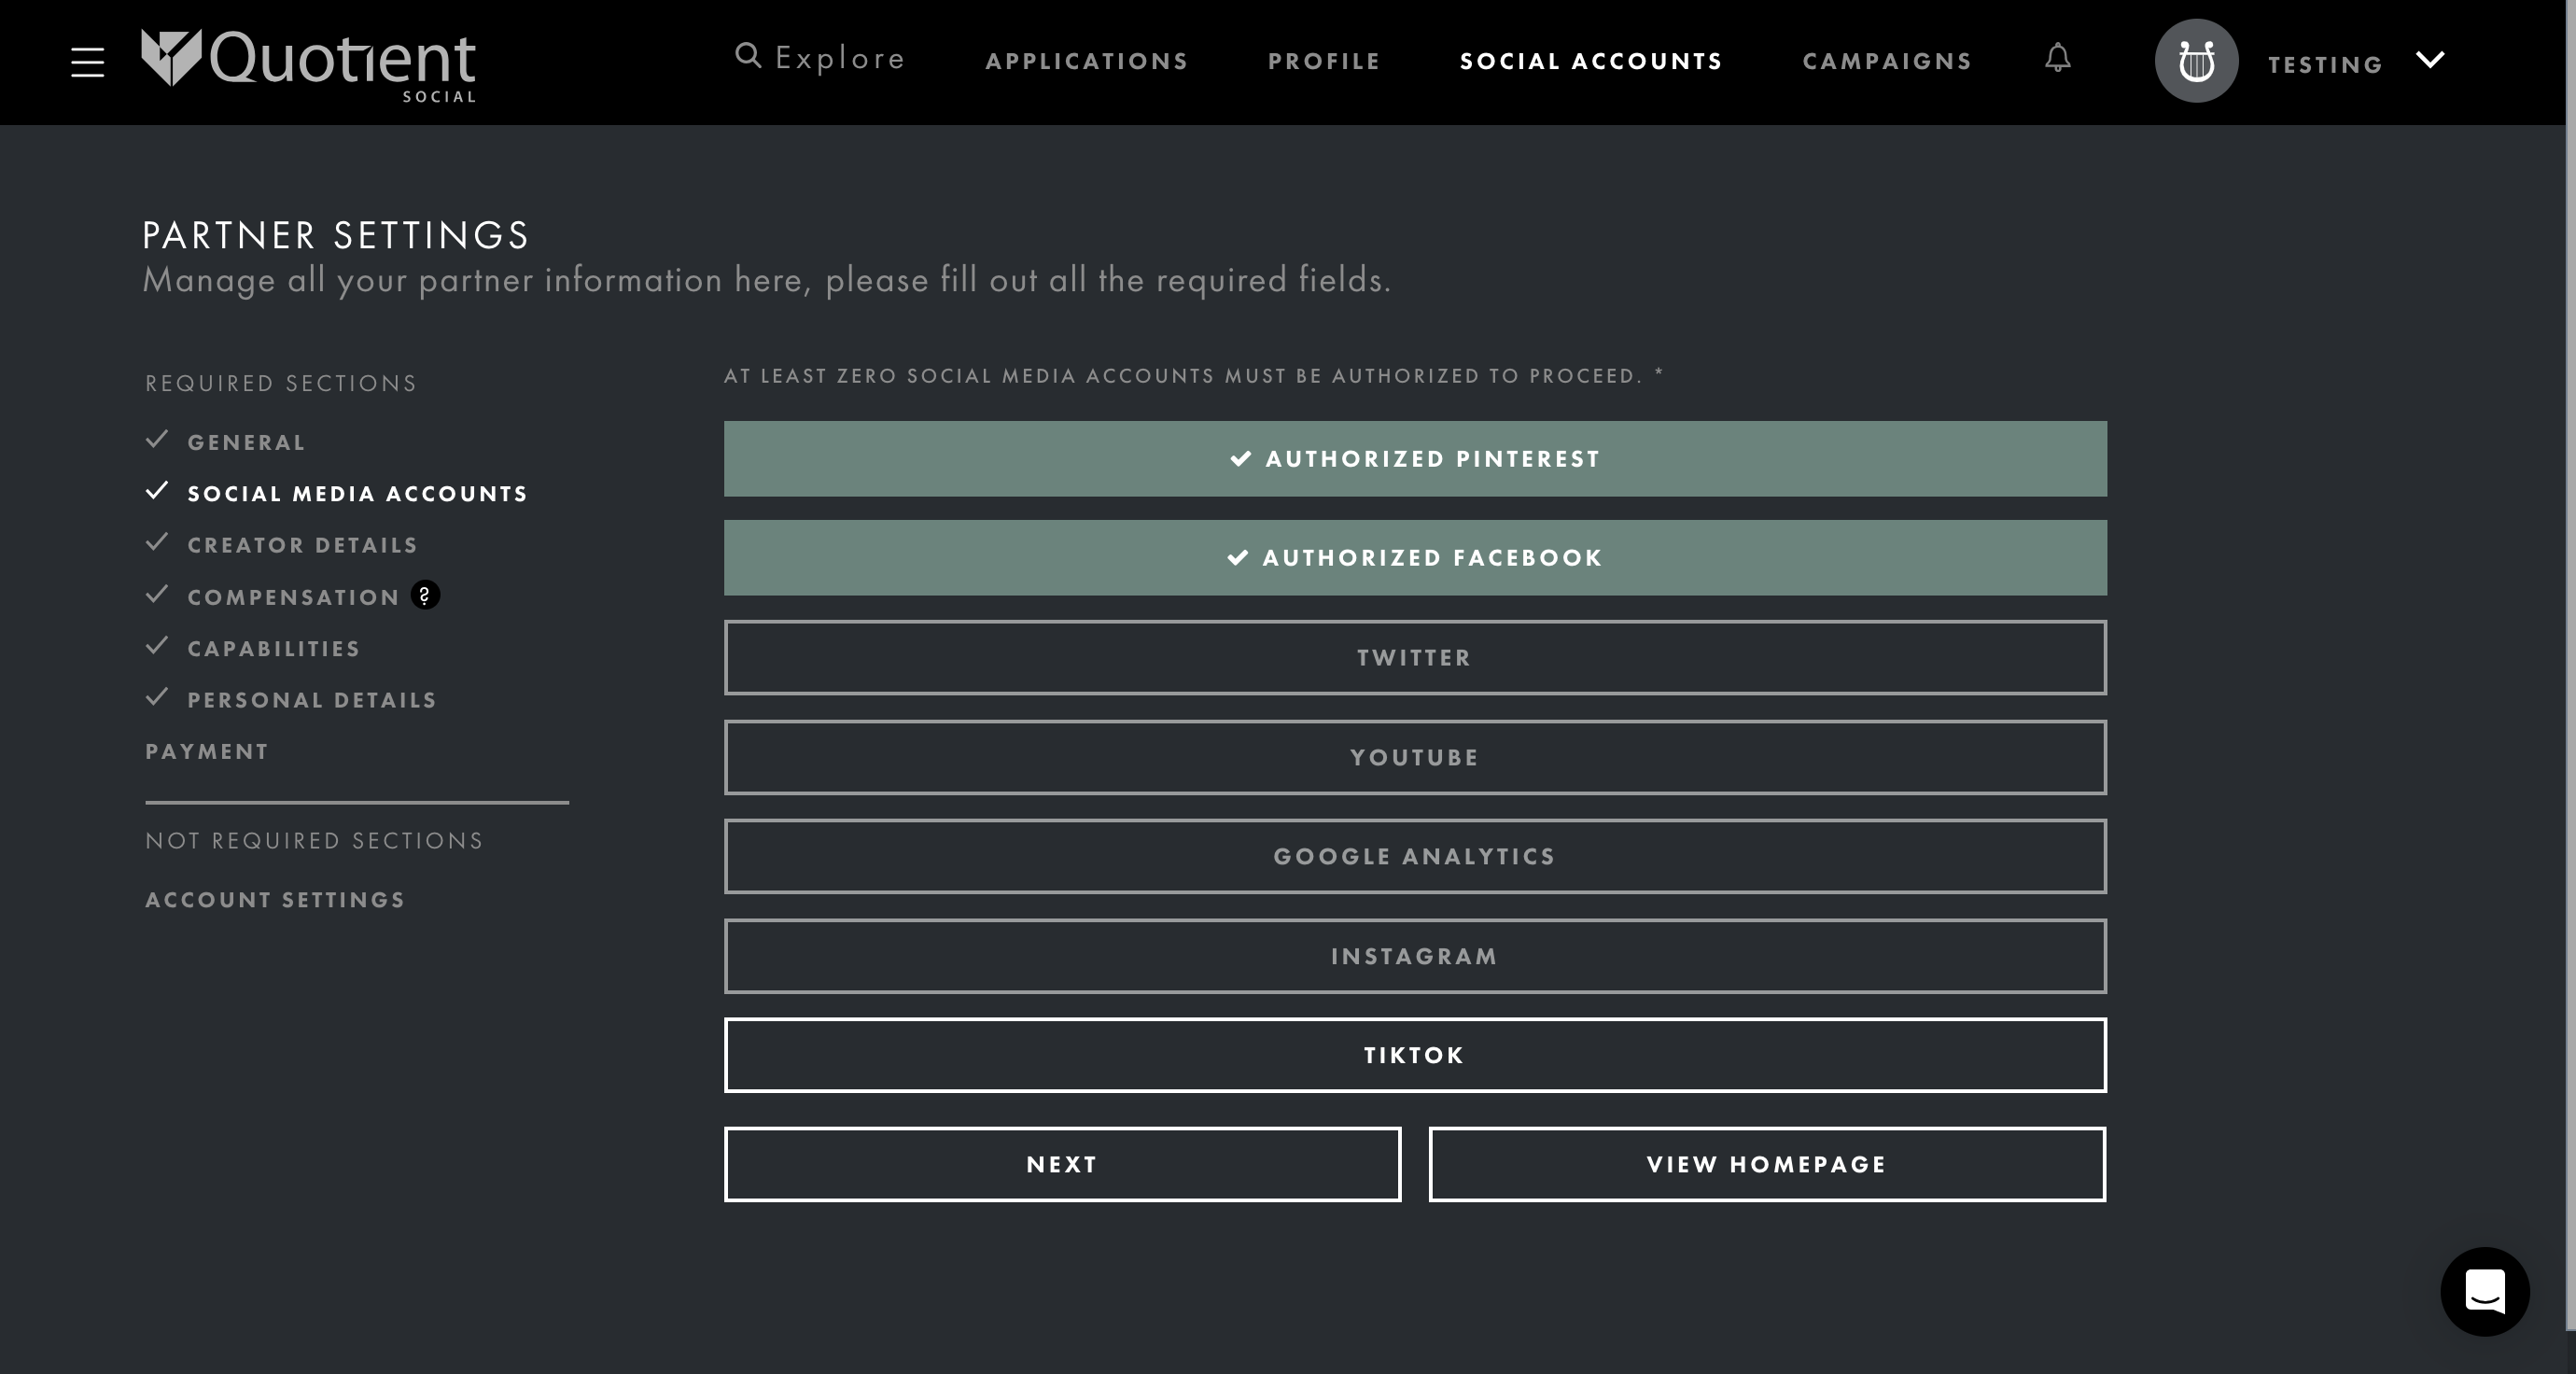 Quotient
SOCIAL
Explore
APPLICATIONS
PROFILE
SOCIAL ACCOUNTS
CAMPAIGNS
TESTING
PARTNER SETTINGS
Manage all your partner information here, please fill out all the required fields.
REQUIRED SECTIONS
GENERAL
SOCIAL MEDIA ACCOUNTS
CREATOR DETAILS
COMPENSATION ?
CAPABILITIES
PERSONAL DETAILS
PAYMENT
NOT REQUIRED SECTIONS
ACCOUNT SETTINGS
AT LEAST ZERO SOCIAL MEDIA ACCOUNTS MUST BE AUTHORIZED TO PROCEED. *
AUTHORIZED PINTEREST
AUTHORIZED FACEBOOK
TWITTER
YOUTUBE
GOOGLE ANALYTICS
INSTAGRAM
TIKTOK
NEXT
VIEW HOMEPAGE